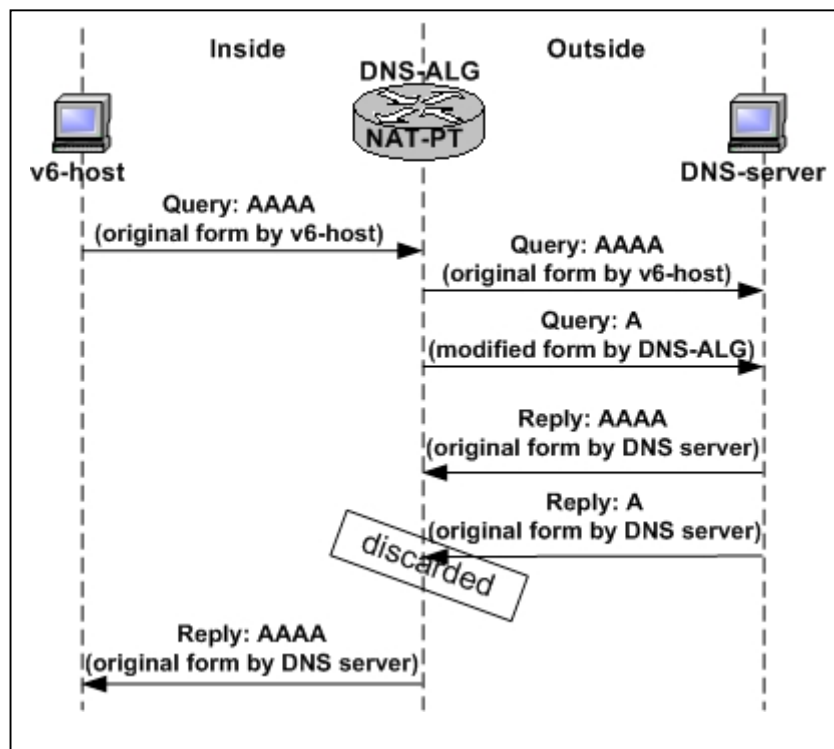 Inside
Outside
DNS-ALG
NAT-PT
v6-host
DNS-server
Query: AAAA
(original form by v6-host)
Query: AAAA
(original form by v6-host)
Query: A
(modified form by DNS-ALG)
Reply: AAAA
(original form by DNS server)
Reply: A
(original form by DNS server)
discarded
Reply: AAAA
(original form by DNS server)